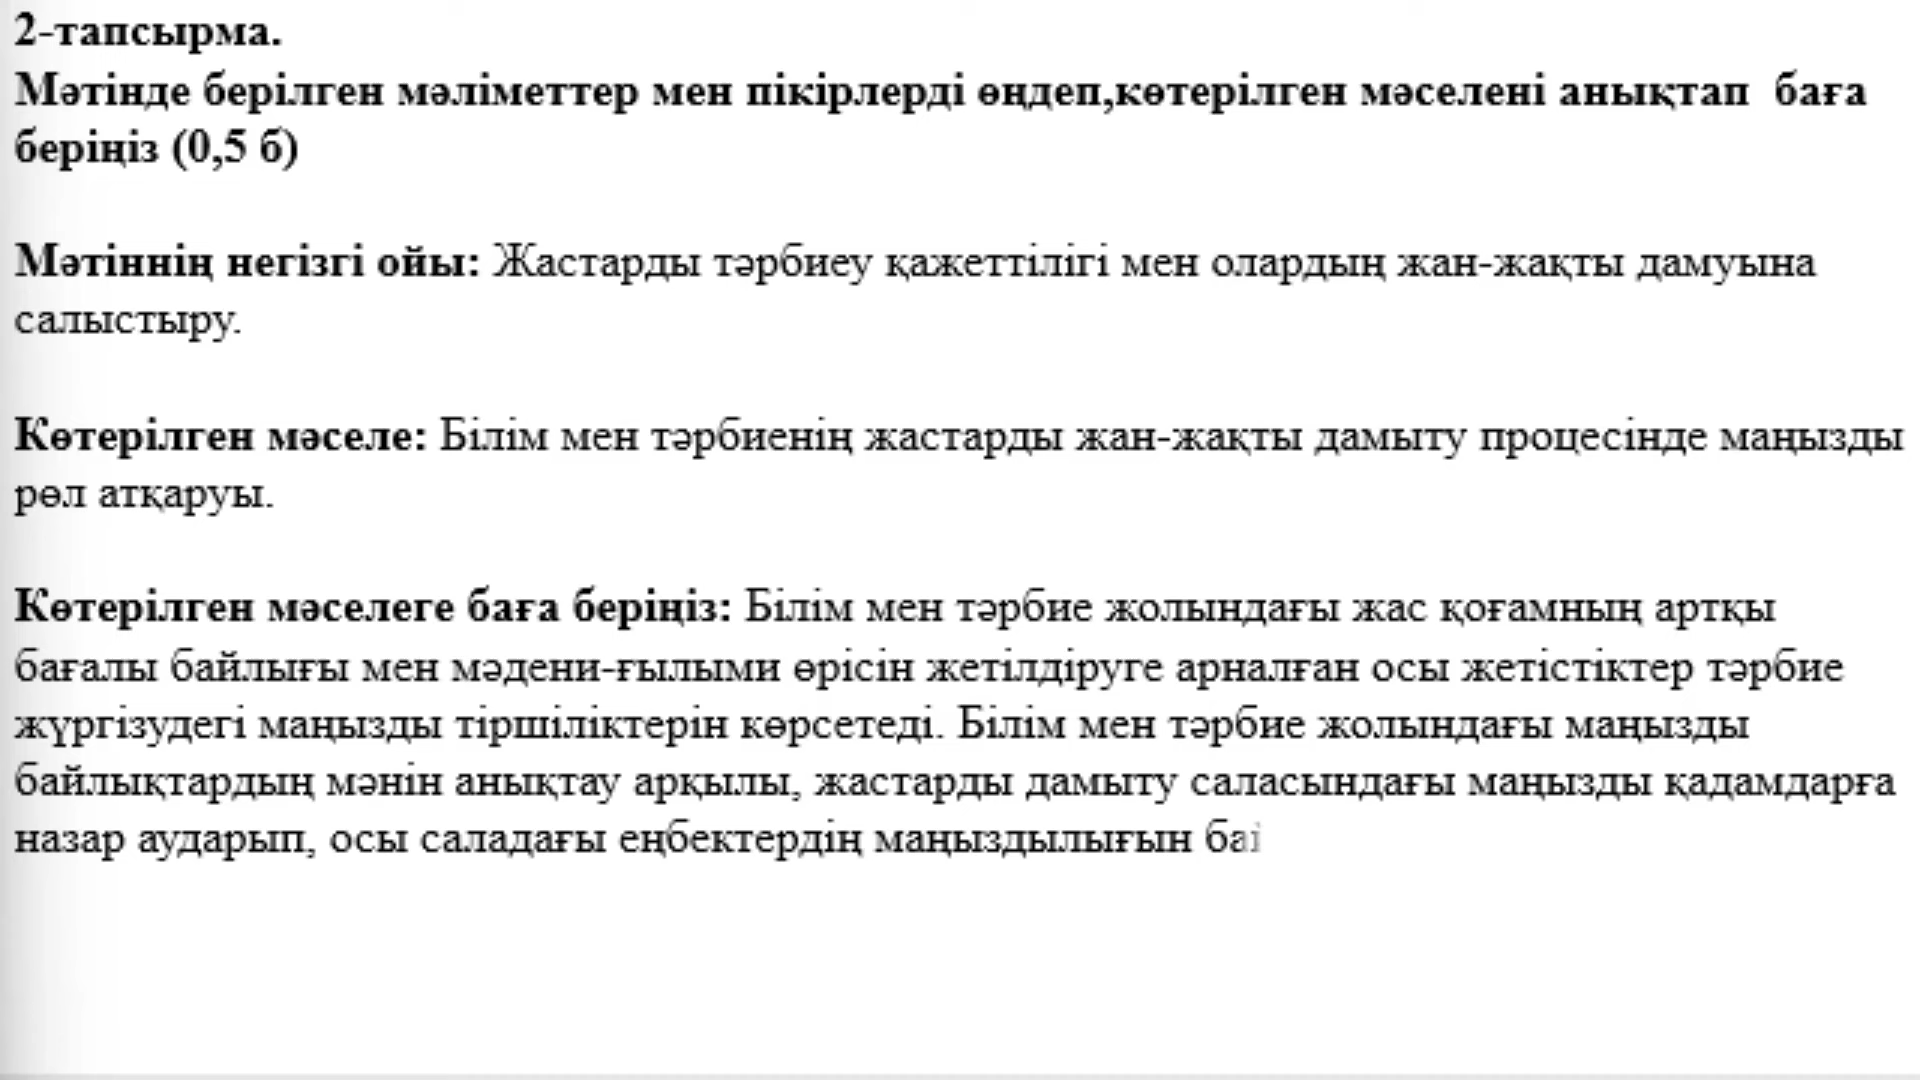 2-тапсырма.
Мәтінде берілген мәліметтер мен пікірлерді өңдеп,көтерілген мәселені анықтап баға
беріңіз (0,5 б)
Мәтіннің негізгі ойы: Жастарды тәрбиеу қажеттілігі мен олардың жан-жақты дамуына
салыстыру.
Көтерілген мәселе: Білім мен тәрбиенің жастарды жан-жақты дамыту процесінде маңызды
рөл атқаруы.
Көтерілген мәселеге баға беріңіз: Білім мен тәрбие жолындағы жас қоғамның артқы
бағалы байлығы мен мәдени-ғылыми өрісін жетілдіруге арналған осы жетістіктер тәрбие
жүргізудегі маңызды тіршіліктерін көрсетеді. Білім мен тәрбие жолындағы маңызды
байлықтардың мәнін анықтау арқылы, жастарды дамыту саласындағы маңызды қадамдарға
назар аударып, осы саладағы еңбектердің маңыздылығын